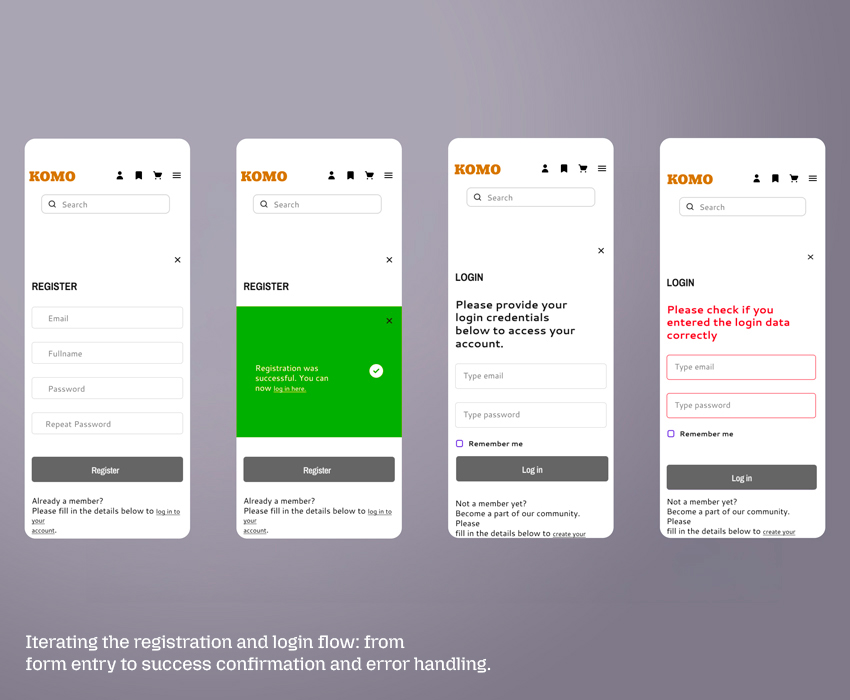 KOMO
Search
REGISTER
Email
Fullname
Password
Repeat Password
Register
Already a member?
Please fill in the details below to log in to
your
account.
KOMO
Search
REGISTER
Registration was
successful. You can
now log in here.
Register
Already a member?
Please fill in the details below to log in to
your
account.
KOMO
Search
LOGIN
Please provide your
login credentials
below to access your
account.
Type email
Type password
Remember me
Log in
Not a member yet?
Become a part of our community.
Please
fill in the details below to create your
KOMO
Search
LOGIN
Please check if you
entered the login data
correctly
Type email
Type password
Remember me
Log in
Not a member yet?
Become a part of our community.
Please
fill in the details below to create your
Iterating the registration and login flow: from
form entry to success confirmation and error handling.